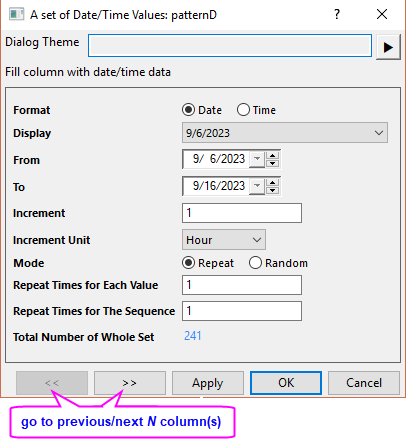 A set of Date/Time Values: patternD
Dialog Theme
Fill column with date/time data
Format Date Time
Display 9/6/2023
From 9/ 6/2023
To 9/16/2023
Increment 1
Increment Unit Hour
Mode Repeat Random
Repeat Times for Each Value 1
Repeat Times for The Sequence 1
Total Number of Whole Set 241
<< >> Apply OK Cancel
go to previous/next N column(s)